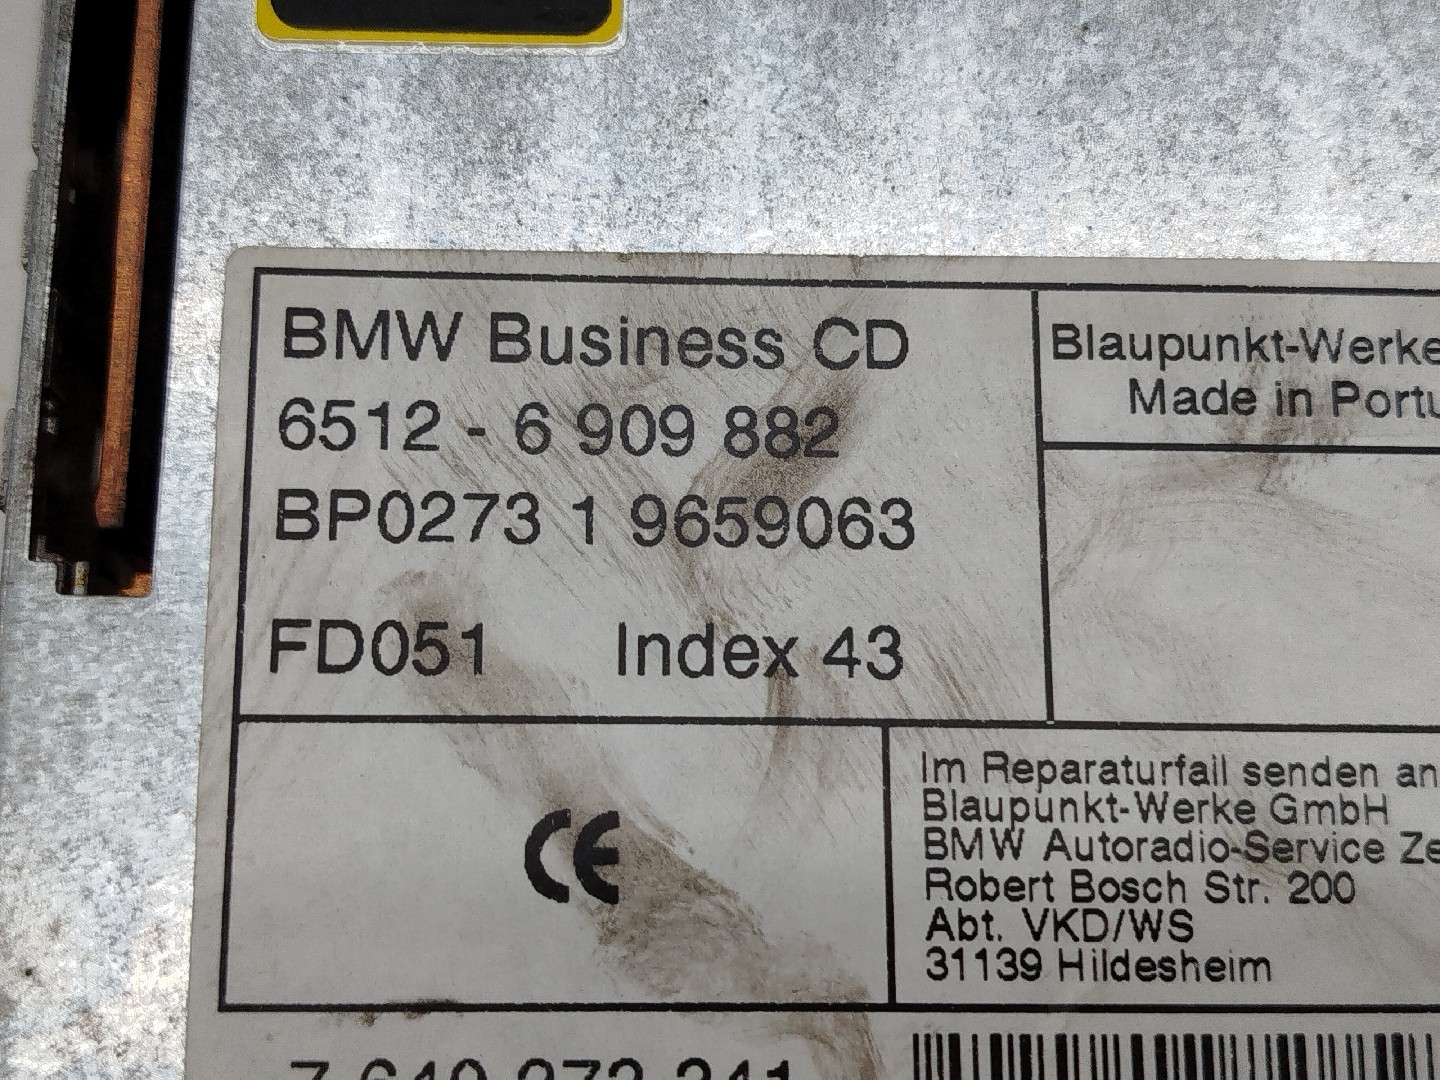 BMW Business CD
6512 - 6 909 882
BP0273 1 9659063
FD051 Index 43
Blaupunkt-Werke
Made in Portu
CE
Im Reparaturfall senden an
Blaupunkt-Werke GmbH
BMW Autoradio-Service Ze
Robert Bosch Str. 200
Abt. VKD/WS
31139 Hildesheim